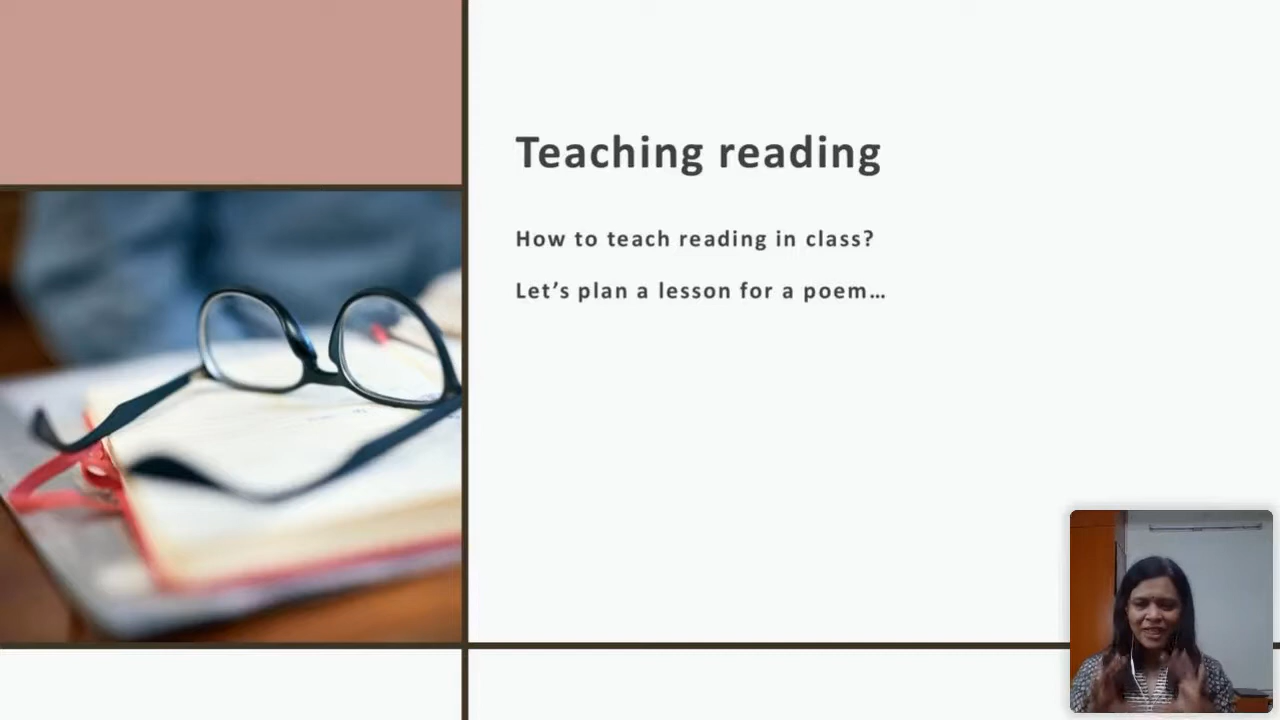 Teaching reading
How to teach reading in class?
Let’s plan a lesson for a poem…